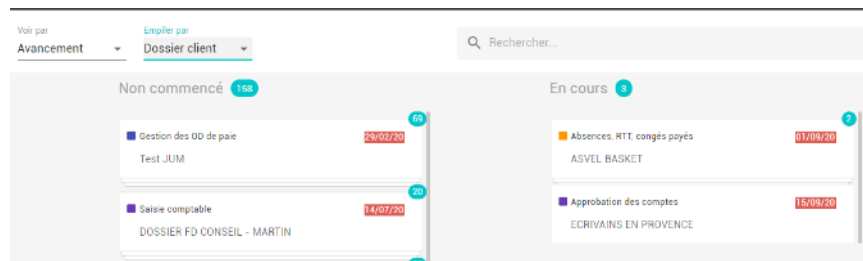 Voir par
Avancement
Empiler par
Dossier client
Rechercher...
Non commencé 158
69
Gestion des OD de paie 29/02/20
Test JUM
20
Saisie comptable 14/07/20
DOSSIER FD CONSEIL - MARTIN
En cours 3
2
Absences, RTT, congés payés 01/09/20
ASVEL BASKET
Approbation des comptes 15/09/20
ECRIVAINS EN PROVENCE